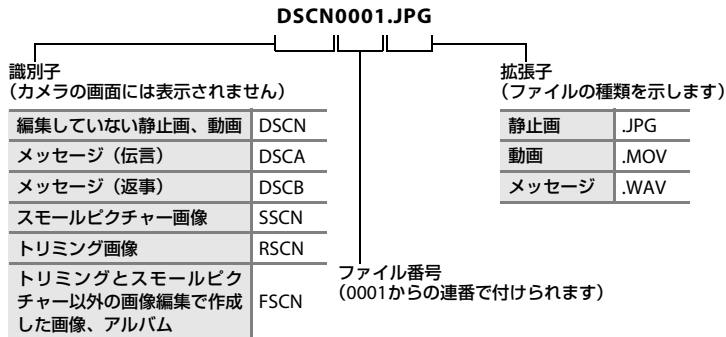 DSCN0001.JPG
識別子
(カメラの画面には表示されません)
編集していない静止画、動画 DSCN
メッセージ(伝言) DSCA
メッセージ(返事) DSCB
スモールピクチャー画像 SSCN
トリミング画像 RSCN
トリミングとスモールピク
チャー以外の画像編集で作成 FSCN
した画像、アルバム
ファイル番号
(0001からの連番で付けられます)
拡張子
(ファイルの種類を示します)
静止画 .JPG
動画 .MOV
メッセージ .WAV